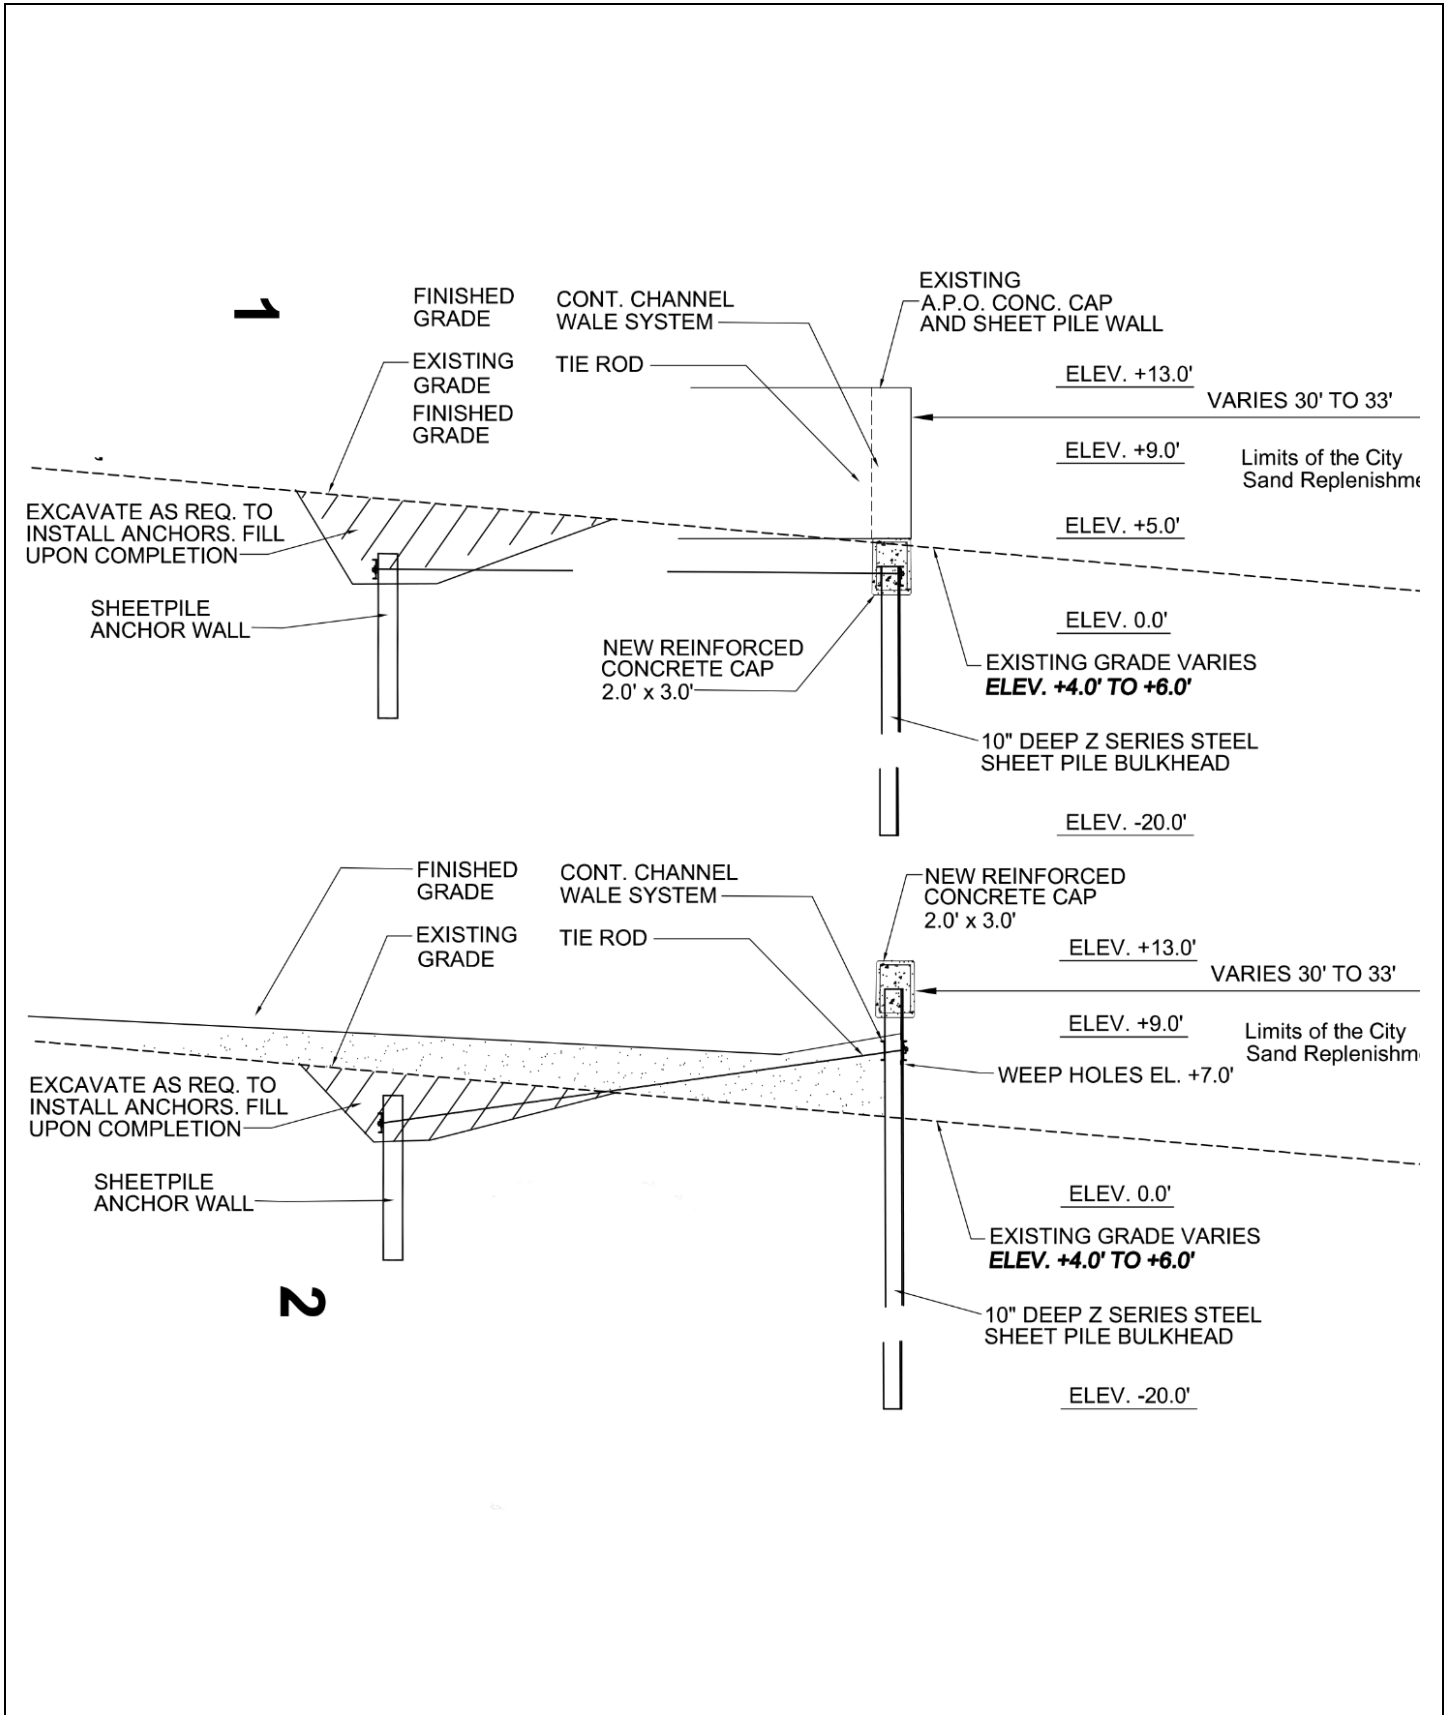 1
FINISHED
GRADE
EXISTING
GRADE
FINISHED
GRADE
CONT. CHANNEL
WALE SYSTEM
TIE ROD
EXISTING
A.P.O. CONC. CAP
AND SHEET PILE WALL
ELEV. +13.0'
VARIES 30' TO 33'
ELEV. +9.0'
Limits of the City
Sand Replenishme
ELEV. +5.0'
EXCAVATE AS REQ. TO
INSTALL ANCHORS. FILL
UPON COMPLETION
SHEETPILE
ANCHOR WALL
NEW REINFORCED
CONCRETE CAP
2.0' x 3.0'
ELEV. 0.0'
EXISTING GRADE VARIES
ELEV. +4.0' TO +6.0'
10" DEEP Z SERIES STEEL
SHEET PILE BULKHEAD
ELEV. -20.0'
FINISHED
GRADE
EXISTING
GRADE
CONT. CHANNEL
WALE SYSTEM
TIE ROD
NEW REINFORCED
CONCRETE CAP
2.0' x 3.0'
ELEV. +13.0'
VARIES 30' TO 33'
ELEV. +9.0'
Limits of the City
Sand Replenishm
WEEP HOLES EL. +7.0'
EXCAVATE AS REQ. TO
INSTALL ANCHORS. FILL
UPON COMPLETION
SHEETPILE
ANCHOR WALL
ELEV. 0.0'
EXISTING GRADE VARIES
ELEV. +4.0' TO +6.0'
2
10" DEEP Z SERIES STEEL
SHEET PILE BULKHEAD
ELEV. -20.0'